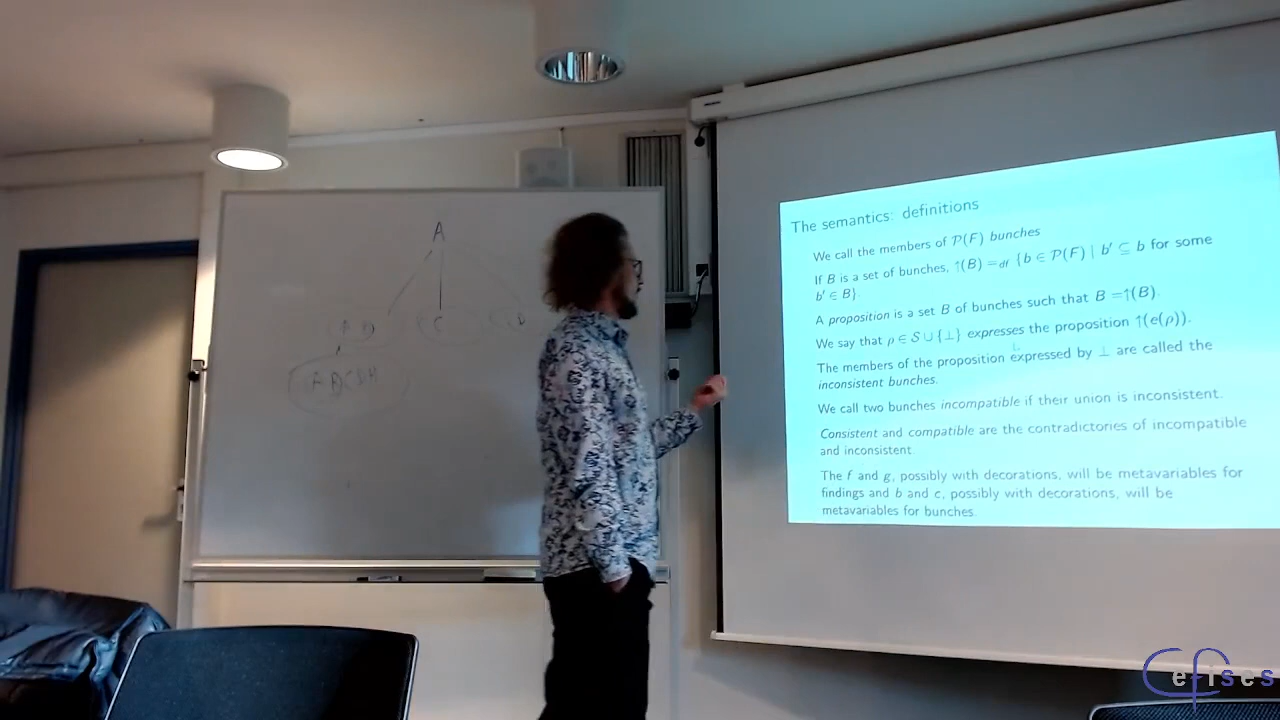 A
C
The semantics: definitions
We call the members of 𝒫(F) bunches
If B is a set of bunches, ↑(B) =df {b ∈ 𝒫(F) | b′ ⊆ b for some
b′ ∈ B}.
A proposition is a set B of bunches such that B =↑(B).
We say that ρ ∈ 𝒮 ∪ {⊥} expresses the proposition ↑(e(ρ)).
The members of the proposition expressed by ⊥ are called the
inconsistent bunches.
We call two bunches incompatible if their union is inconsistent.
Consistent and compatible are the contradictories of incompatible
and inconsistent
The f and g, possibly with decorations, will be metavariables for
findings and b and c, possibly with decorations, will be
metavariables for bunches.
Cefises